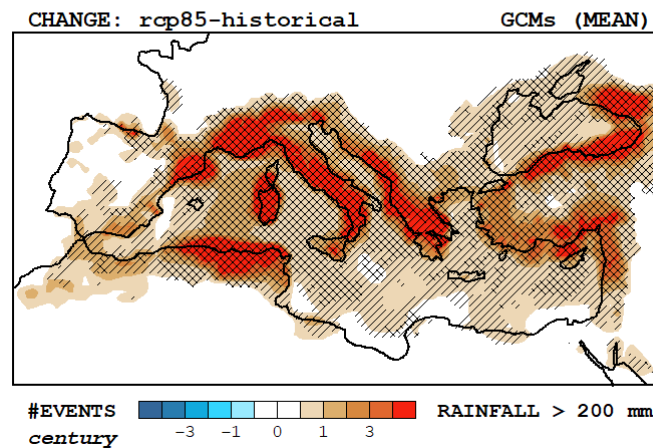 CHANGE: rcp85-historical GCMs (MEAN)
#EVENTS -3 -1 0 1 3 RAINFALL > 200 mm
century